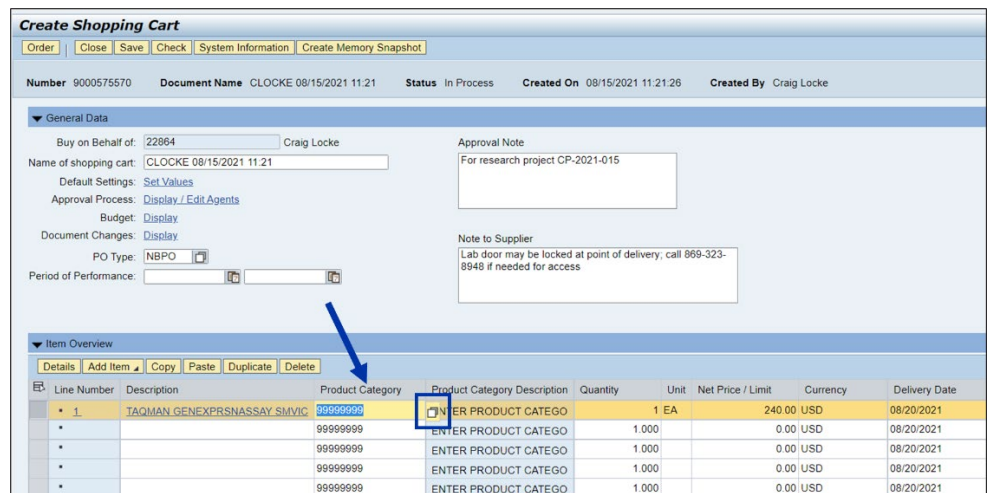 Create Shopping Cart
Order | Close Save Check System Information Create Memory Snapshot
Number 9000575570 Document Name CLOCKE 08/15/2021 11:21 Status In Process Created On 08/15/2021 11:21:26 Created By Craig Locke
General Data
Buy on Behalf of: 22864 Craig Locke
Name of shopping cart: CLOCKE 08/15/2021 11:21
Default Settings: Set Values
Approval Process: Display / Edit Agents
Budget: Display
Document Changes: Display
PO Type: NBPO
Period of Performance:
Approval Note
For research project CP-2021-015
Note to Supplier
Lab door may be locked at point of delivery; call 869-323-
8948 if needed for access
Item Overview
Details Add Item Copy Paste Duplicate Delete
Line Number Description Product Category Product Category Description Quantity Unit Net Price / Limit Currency Delivery Date
• 1 TAQMAN GENEXPRSNASSAY SMVIC 99999999 NTER PRODUCT CATEGO 1 EA 240.00 USD 08/20/2021
• 99999999 ENTER PRODUCT CATEGO 1.000 0.00 USD 08/20/2021
• 99999999 ENTER PRODUCT CATEGO 1.000 0.00 USD 08/20/2021
• 99999999 ENTER PRODUCT CATEGO 1.000 0.00 USD 08/20/2021
• 99999999 ENTER PRODUCT CATEGO 1.000 0.00 USD 08/20/2021